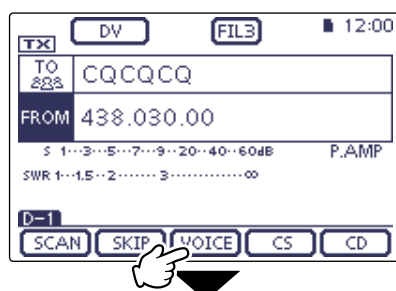 DV FIL3 12:00
TX
TO CQCQCQ
FROM 438.030.00
S 1··3···5···7···9··20··40··60dB P.AMP
SWR 1···1.5··2······· 3·············∞
D-1
SCAN SKIP VOICE CS CD